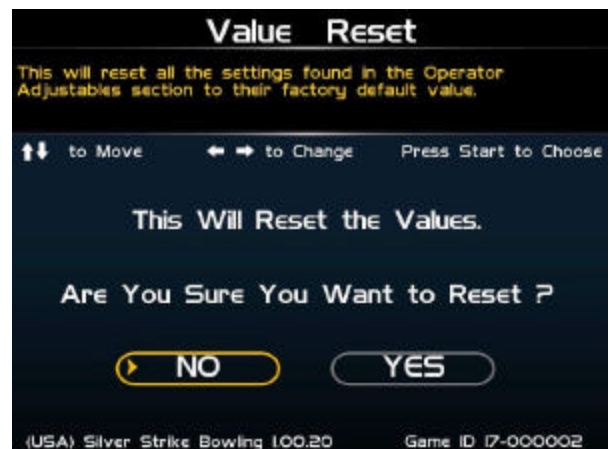 Value Reset
This will reset all the settings found in the Operator
Adjustables section to their factory default value.
to Move to Change Press Start to Choose
This Will Reset the Values.
Are You Sure You Want to Reset ?
NO YES
(USA) Silver Strike Bowling 1.00.20 Game ID 17-000002